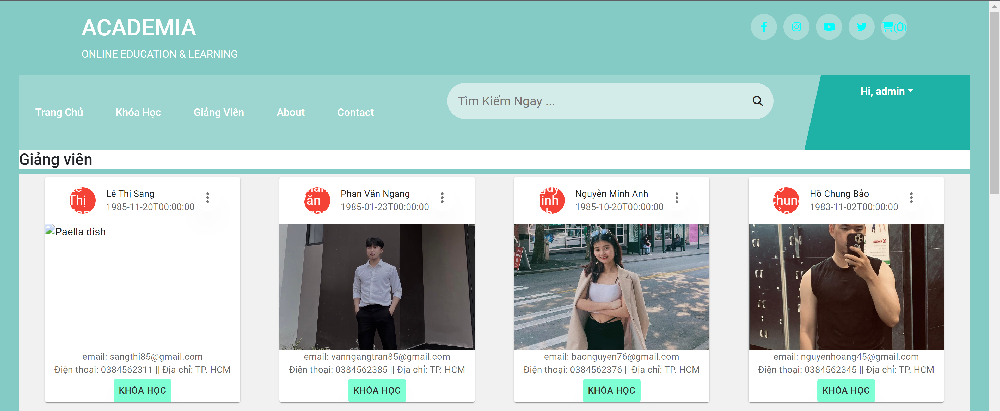 ACADEMIA
(0)
ONLINE EDUCATION & LEARNING
Trang Chủ Khóa Học Giảng Viên About Contact
Tìm Kiếm Ngay ...
Hi, admin
Giảng viên
Thị
Lê Thị Sang
1985-11-20T00:00:00
Paella dish
email: sangthi85@gmail.com
Điện thoại: 0384562311 || Địa chỉ: TP. HCM
KHÓA HỌC
Phan Văn Ngang
1985-01-23T00:00:00
email: vanngangtran85@gmail.com
Điện thoại: 0384562385 || Địa chỉ: TP. HCM
KHÓA HỌC
Nguyễn Minh Anh
1985-10-20T00:00:00
email: baonguyen76@gmail.com
Điện thoại: 0384562376 || Địa chỉ: TP. HCM
KHÓA HỌC
Hồ Chung Bảo
1983-11-02T00:00:00
KHÔNG
email: nguyenhoang45@gmail.com
Điện thoại: 0384562345 || Địa chỉ: TP. HCM
KHÓA HỌC